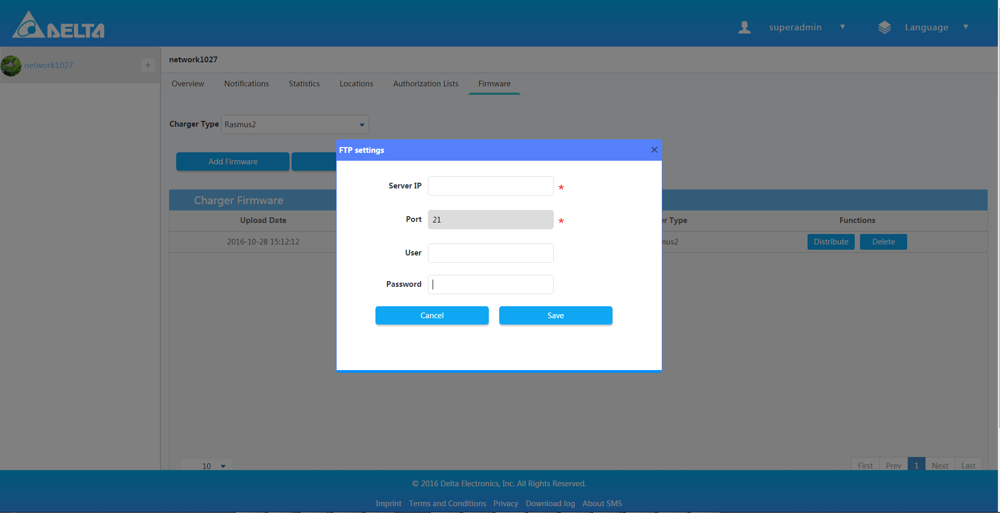 DELTA
superadmin
Language
network1027
+
network1027
Overview
Notifications
Statistics
Locations
Authorization Lists
Firmware
Charger Type
Rasmus2
Add Firmware
FTP settings
Server IP
*
Port
21
*
User
Password
Cancel
Save
Charger Firmware
Upload Date
Type
Functions
2016-10-28 15:12:12
Distribute
Delete
10
First
Prev
1
Next
Last
© 2016 Delta Electronics, Inc. All Rights Reserved.
Imprint Terms and Conditions Privacy Download log About SMS